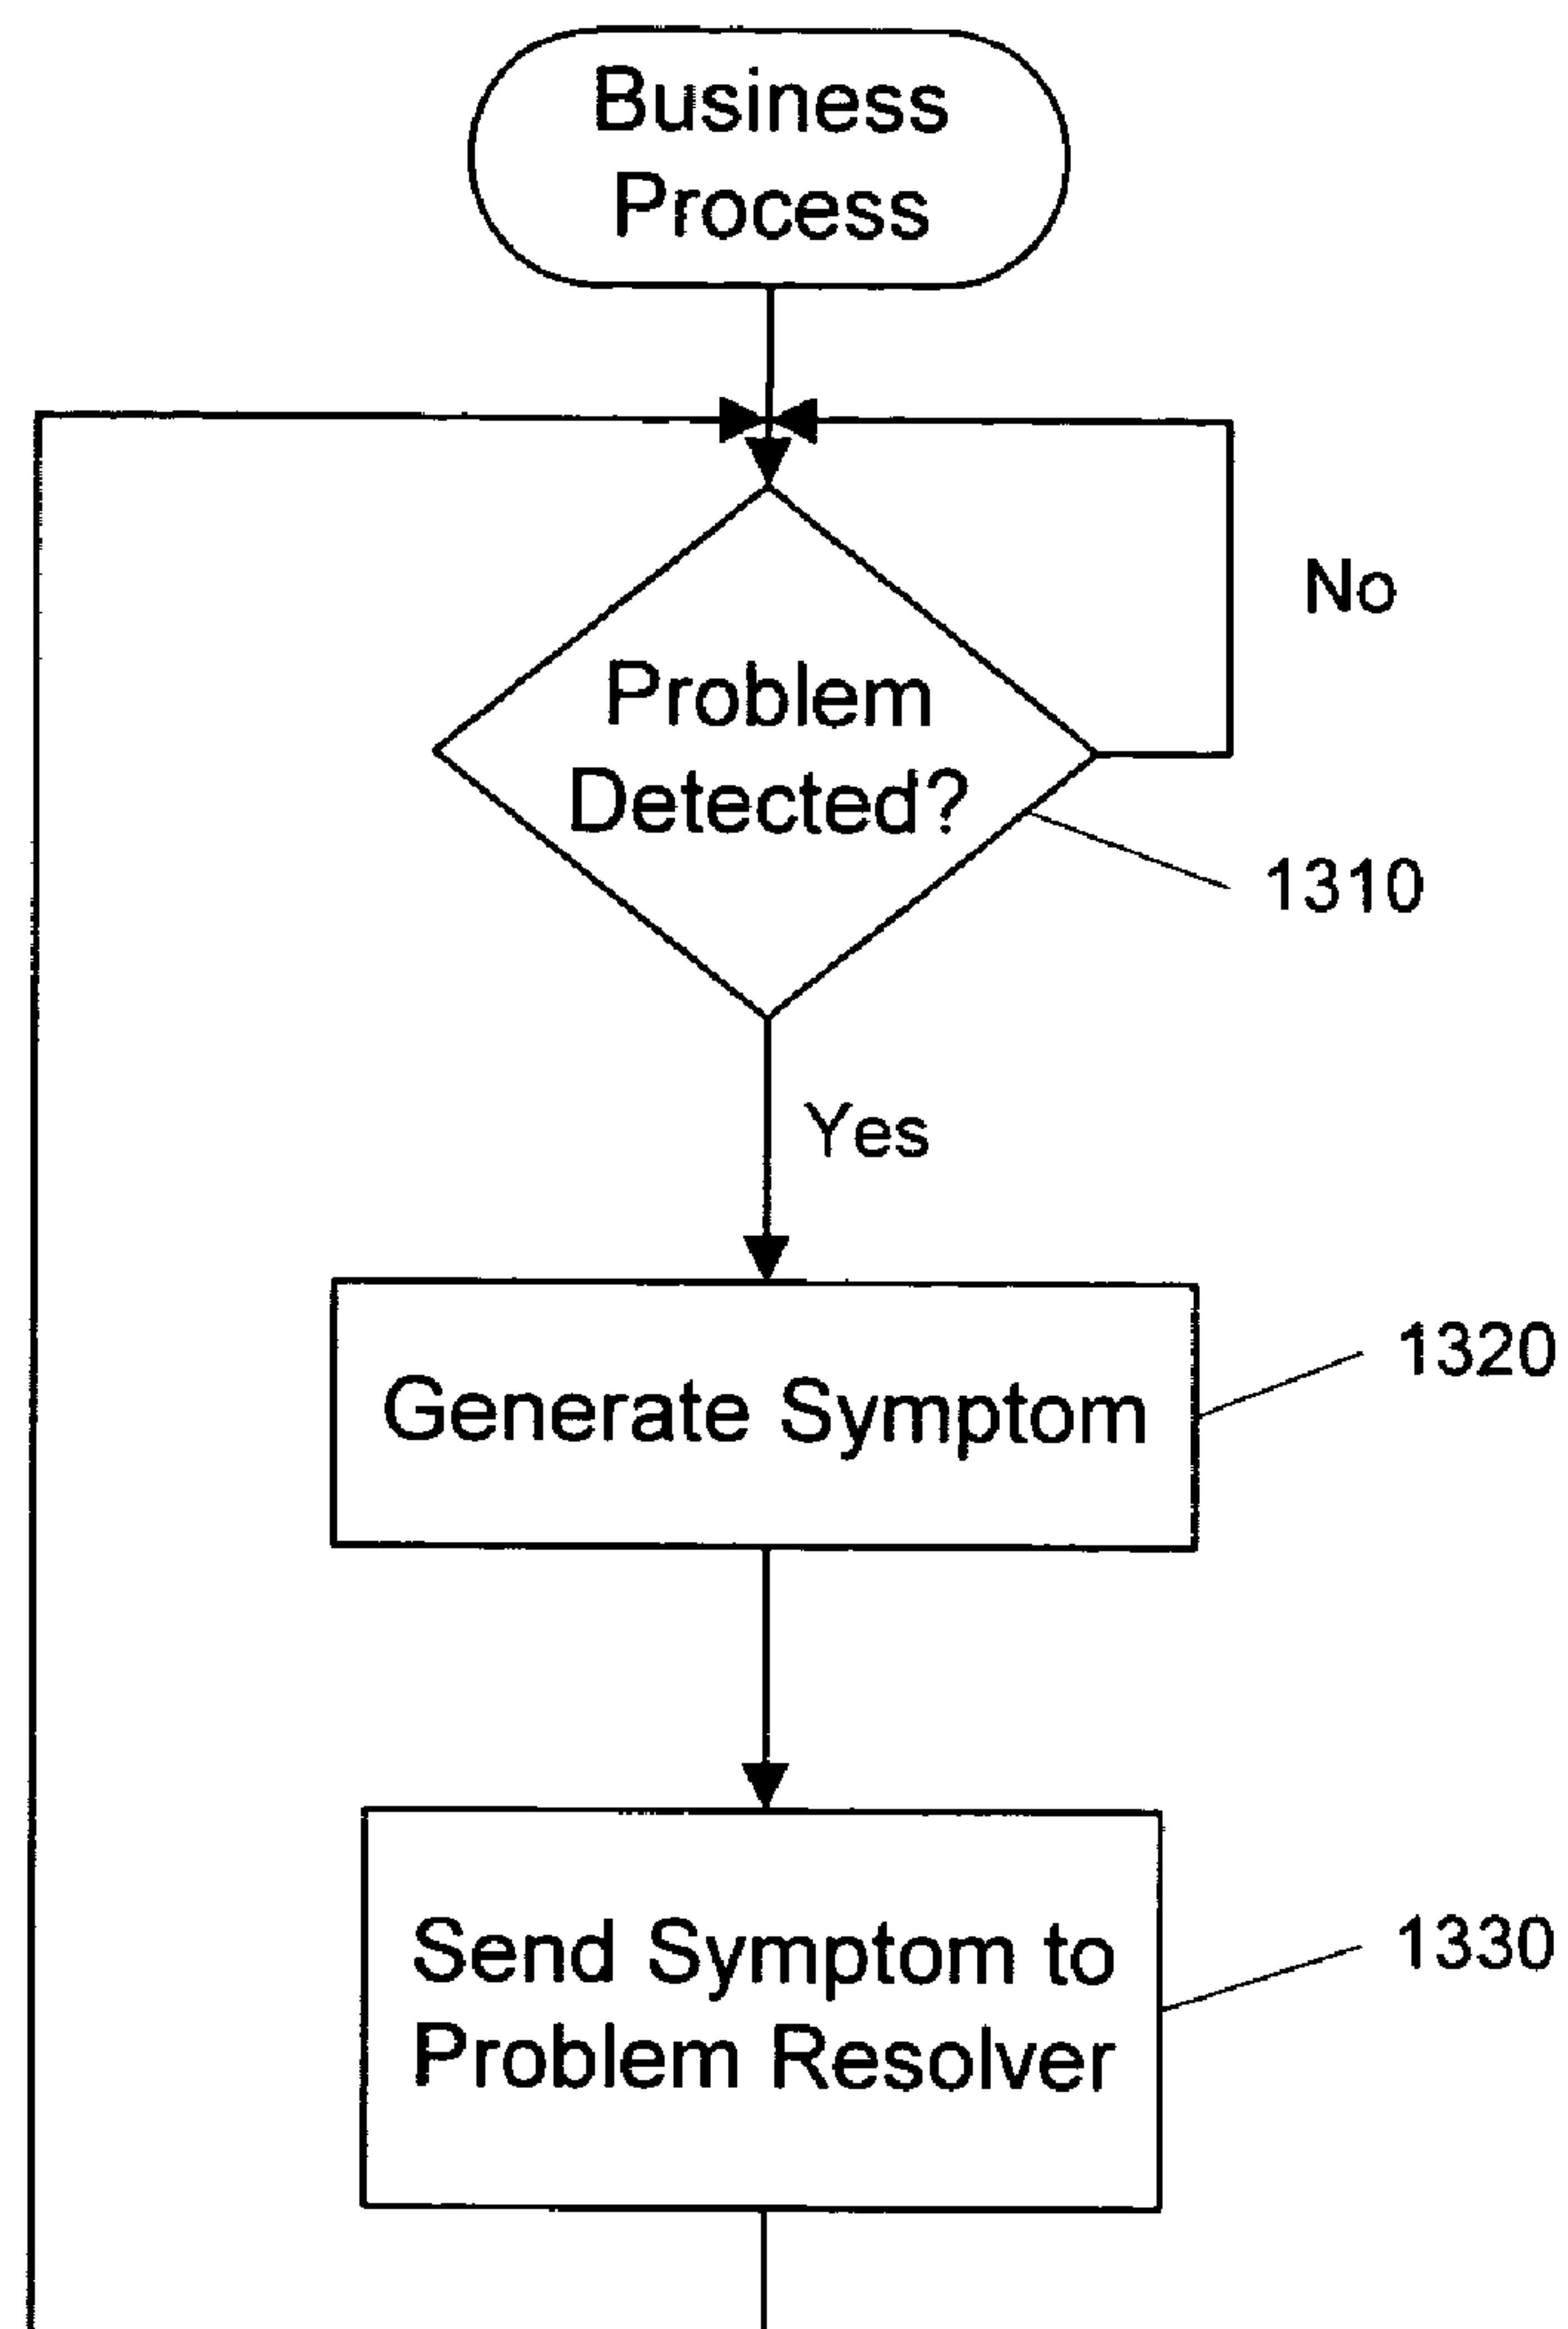 Business
Process
No
Problem
Detected?
1310
Yes
1320
Generate Symptom
1330
Send Symptom to
Problem Resolver